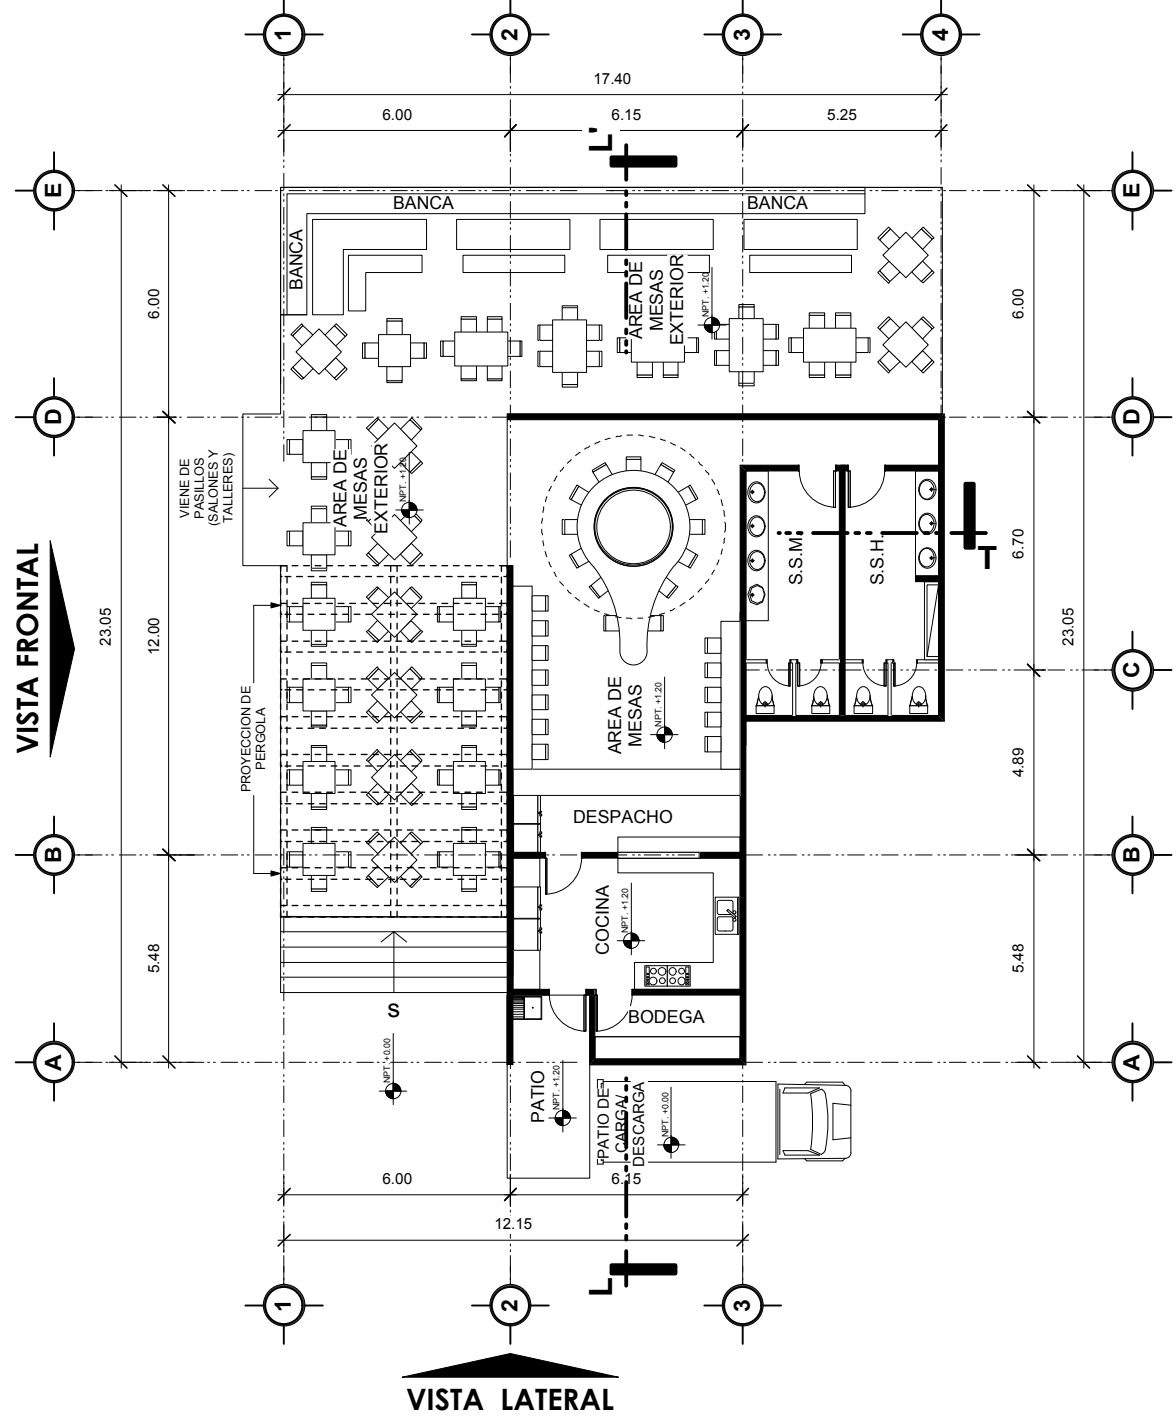 1
2
3
4
17.40
6.00
6.15
5.25
L'
E
E
BANCA
BANCA
BANCA
6.00
6.00
AREA DE
MESAS
EXTERIOR
NPT. +1.20
D
D
VIENE DE
PASILLOS
(SALONES Y
TALLERES)
AREA DE
MESAS
EXTERIOR
NPT. +1.20
S.S.M.
S.S.H.
T
6.70
VISTA FRONTAL
23.05
12.00
23.05
PROYECCION DE
PERGOLA
AREA DE
MESAS
NPT. +1.20
C
4.89
DESPACHO
B
B
COCINA
NPT. +1.20
5.48
5.48
S
BODEGA
NPT. +0.00
A
A
PATIO
NPT. +1.20
PATIO DE
CARGA/
DESCARGA
NPT. +0.00
6.00
6.15
12.15
L
1
2
3
VISTA LATERAL